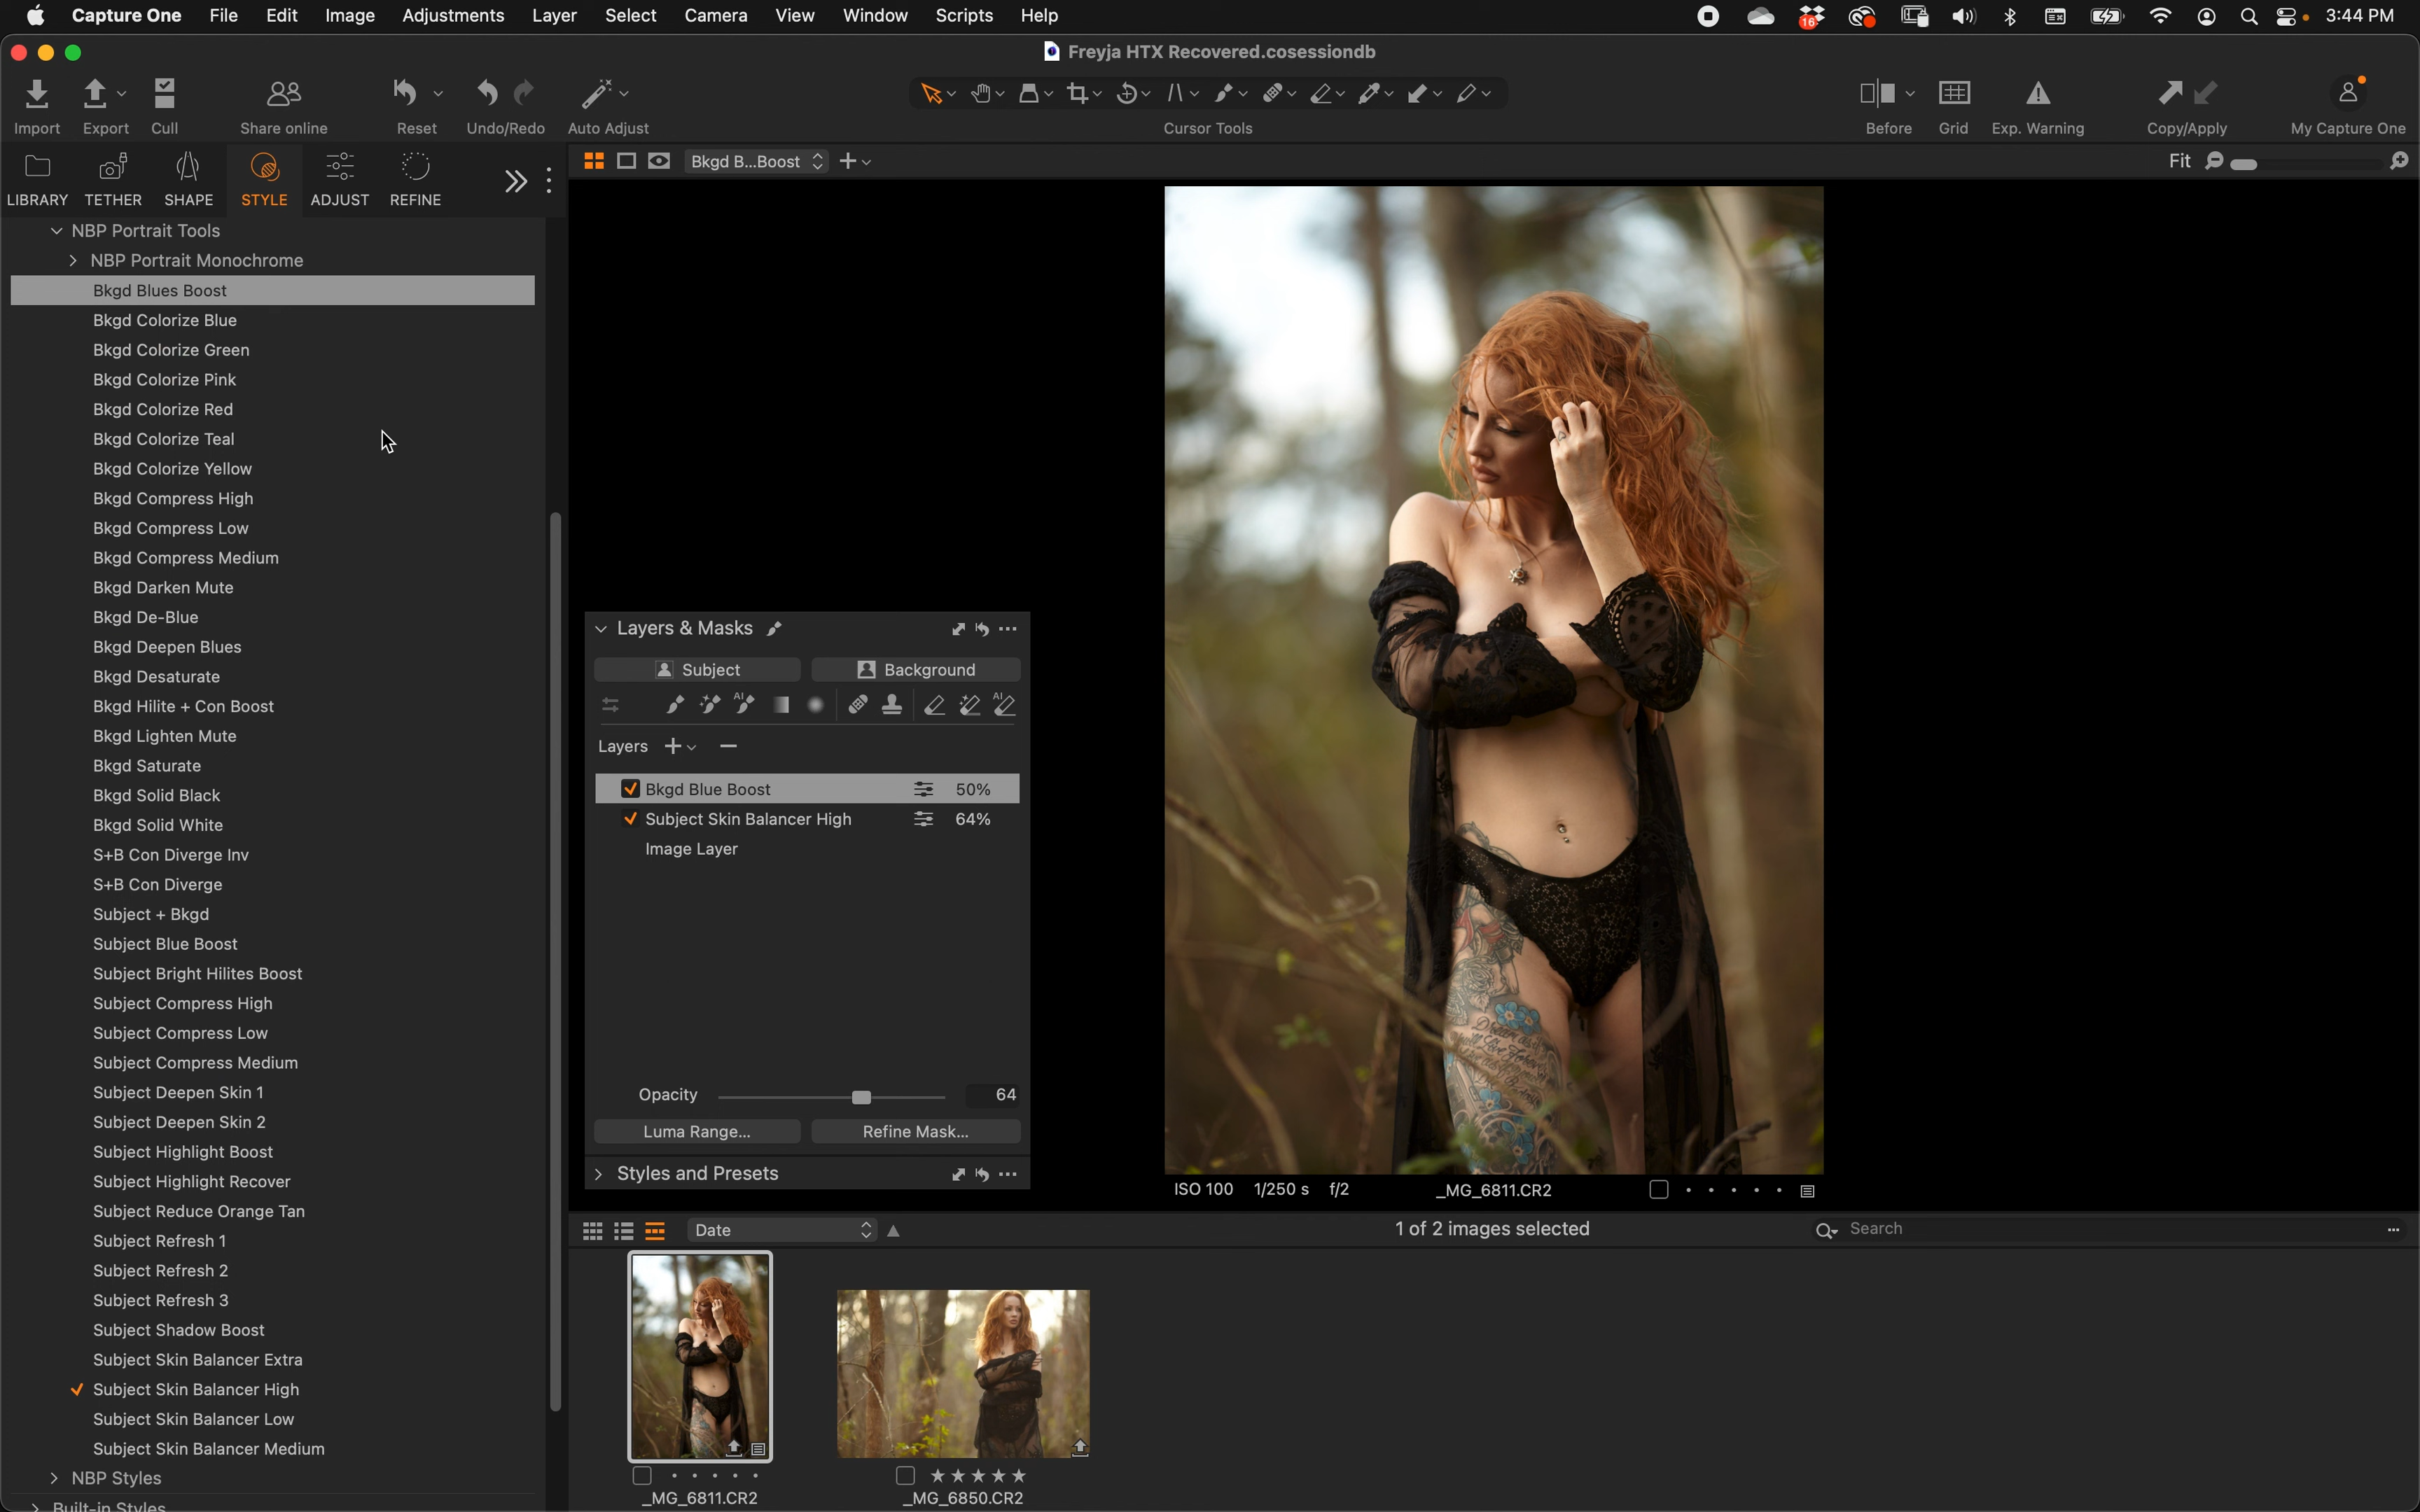 Capture One File Edit Image Adjustments Layer Select Camera View Window Scripts Help 16 3:44 PM
Freyja HTX Recovered.cosessiondb
Import Export Cull Share online Reset Undo/Redo Auto Adjust Cursor Tools Before Grid Exp. Warning Copy/Apply My Capture One
LIBRARY TETHER SHAPE STYLE ADJUST REFINE
Bkgd B...Boost
Fit
NBP Portrait Tools
NBP Portrait Monochrome
Bkgd Blues Boost
Bkgd Colorize Blue
Bkgd Colorize Green
Bkgd Colorize Pink
Bkgd Colorize Red
Bkgd Colorize Teal
Bkgd Colorize Yellow
Bkgd Compress High
Bkgd Compress Low
Bkgd Compress Medium
Bkgd Darken Mute
Bkgd De-Blue
Bkgd Deepen Blues
Bkgd Desaturate
Bkgd Hilite + Con Boost
Bkgd Lighten Mute
Bkgd Saturate
Bkgd Solid Black
Bkgd Solid White
S+B Con Diverge Inv
S+B Con Diverge
Subject + Bkgd
Subject Blue Boost
Subject Bright Hilites Boost
Subject Compress High
Subject Compress Low
Subject Compress Medium
Subject Deepen Skin 1
Subject Deepen Skin 2
Subject Highlight Boost
Subject Highlight Recover
Subject Reduce Orange Tan
Subject Refresh 1
Subject Refresh 2
Subject Refresh 3
Subject Shadow Boost
Subject Skin Balancer Extra
Subject Skin Balancer High
Subject Skin Balancer Low
Subject Skin Balancer Medium
NBP Styles
Built-in Styles
Layers & Masks
Subject Background
AI AI
Layers
Bkgd Blue Boost 50%
Subject Skin Balancer High 64%
Image Layer
Opacity 64
Luma Range... Refine Mask...
Styles and Presets
ISO 100 1/250 s f/2 _MG_6811.CR2
Date 1 of 2 images selected Search
_MG_6811.CR2 _MG_6850.CR2